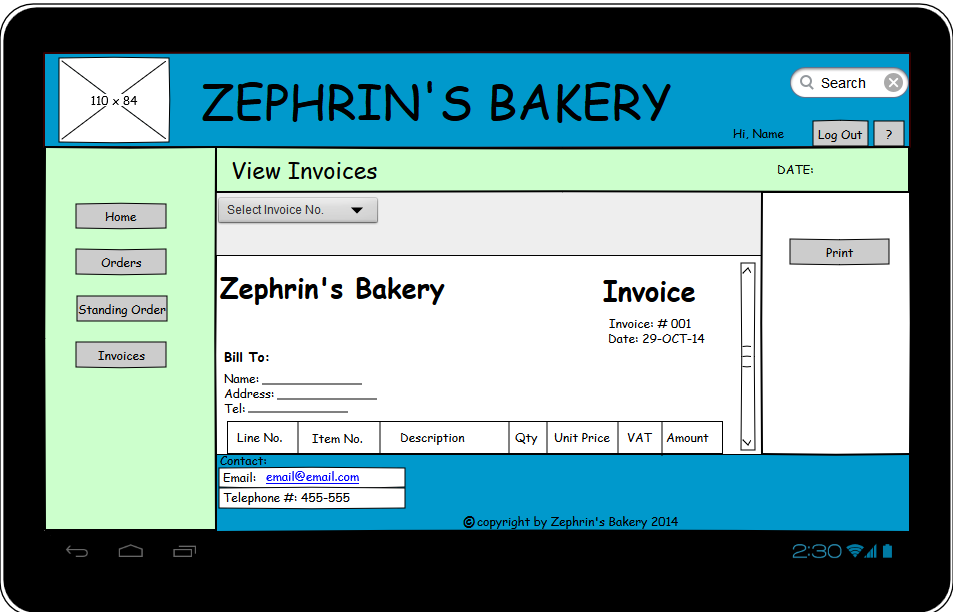 110 x 84
ZEPHRIN'S BAKERY
Search
Hi, Name
Log Out
?
View Invoices
DATE:
Home
Orders
Standing Order
Invoices
Select Invoice No.
Print
Zephrin's Bakery
Invoice
Invoice: # 001
Date: 29-OCT-14
Bill To:
Name:
Address:
Tel:
Line No. Item No. Description Qty Unit Price VAT Amount
Contact:
Email: email@email.com
Telephone #: 455-555
© copyright by Zephrin's Bakery 2014
2:30